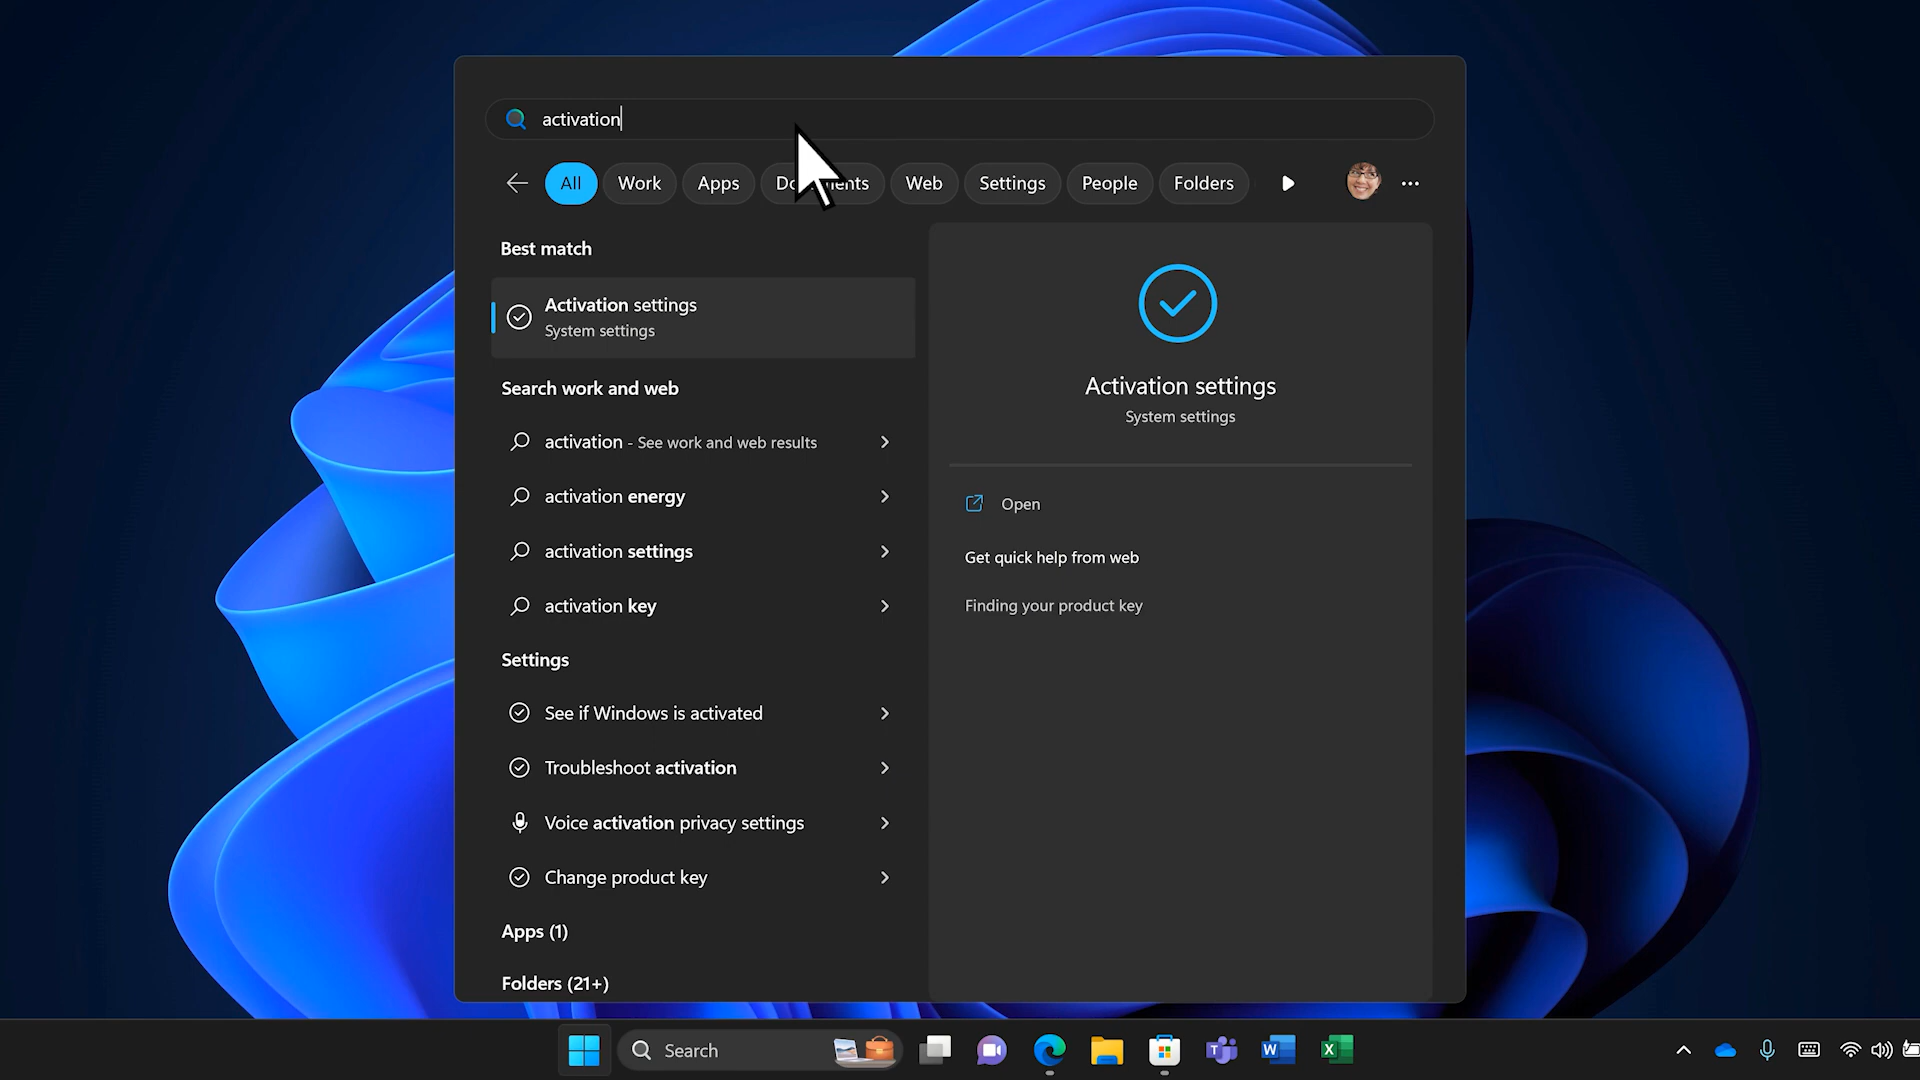 activation
All Work Apps Web Settings People Folders
Best match
Activation settings
System settings
Search work and web
activation - See work and web results
activation energy
activation settings
activation key
Settings
See if Windows is activated
Troubleshoot activation
Voice activation privacy settings
Change product key
Apps (1)
Folders (21+)
Activation settings
System settings
Open
Get quick help from web
Finding your product key
Search